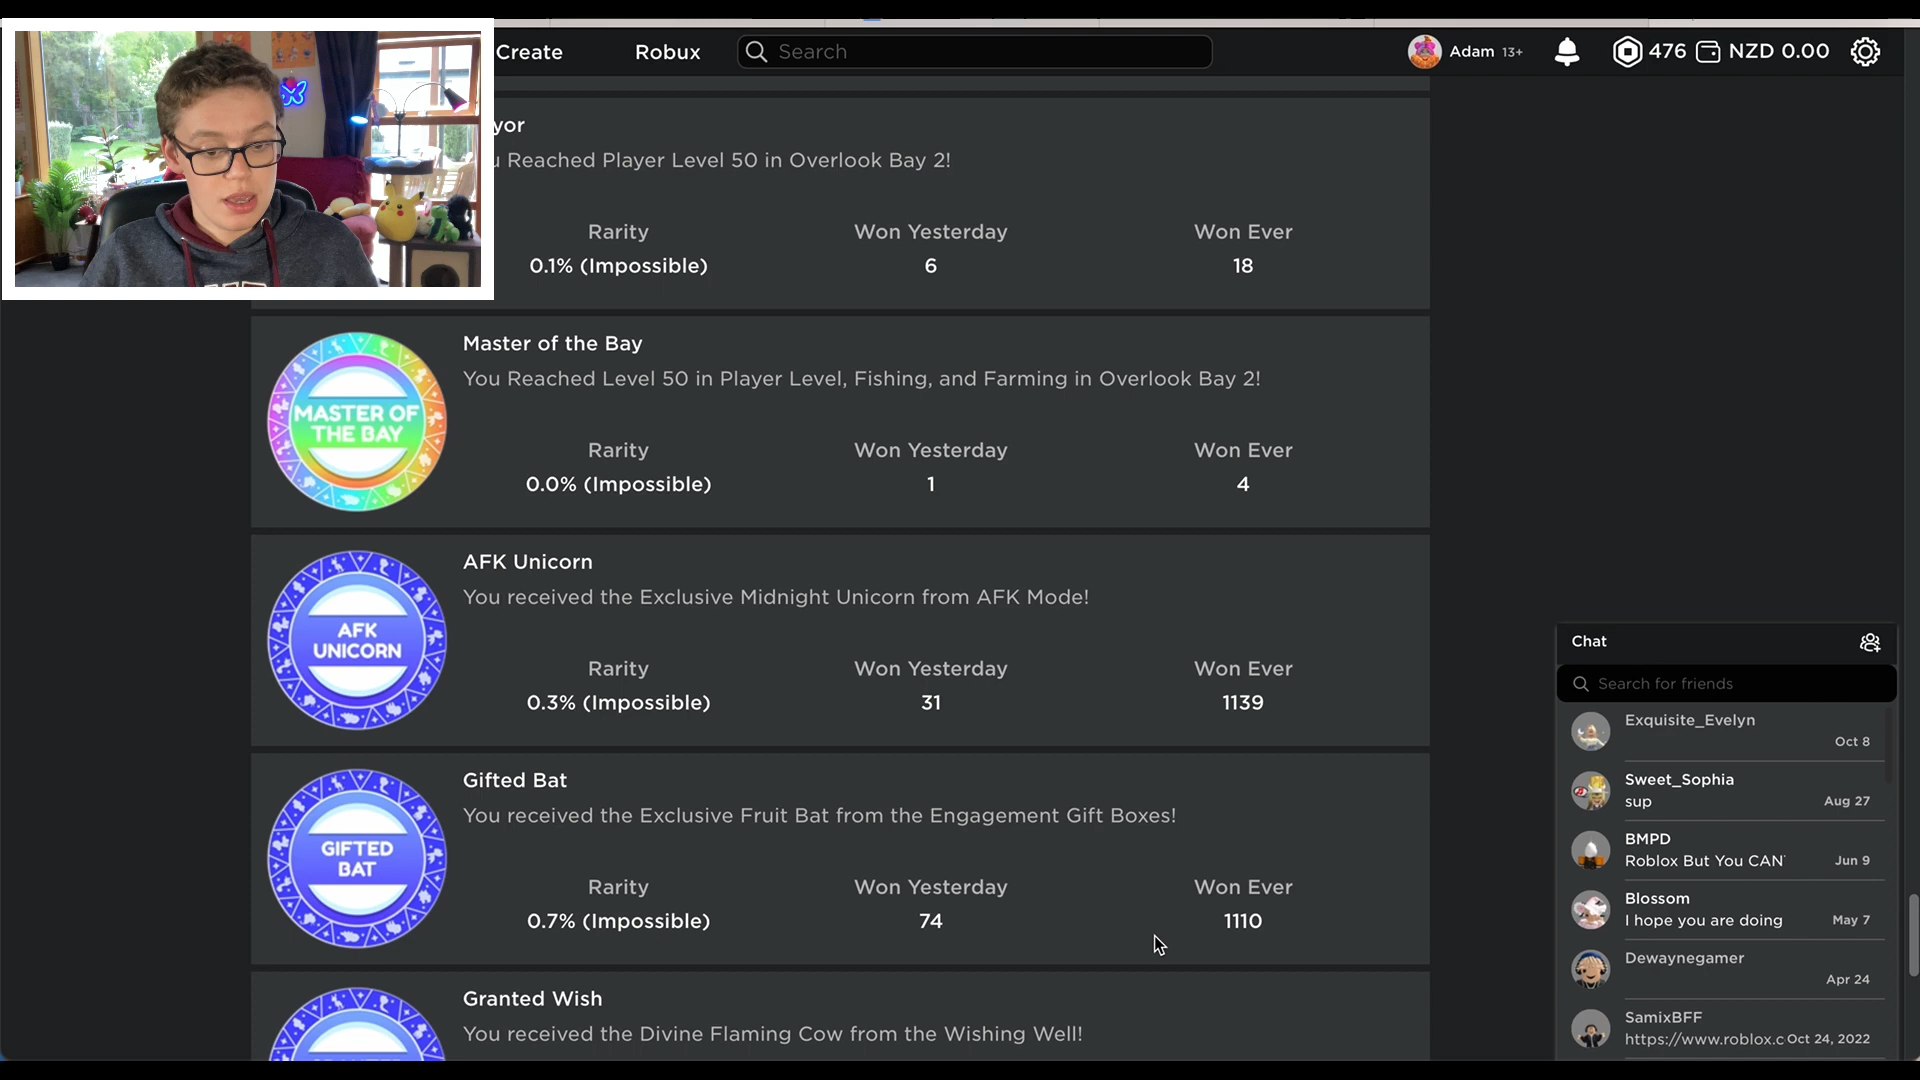 Create
Robux
Search
Adam 13+
476
NZD 0.00
yor
u Reached Player Level 50 in Overlook Bay 2!
Rarity
Won Yesterday
Won Ever
0.1% (Impossible)
6
18
MASTER OF
THE BAY
Master of the Bay
You Reached Level 50 in Player Level, Fishing, and Farming in Overlook Bay 2!
Rarity
Won Yesterday
Won Ever
0.0% (Impossible)
1
4
AFK
UNICORN
AFK Unicorn
You received the Exclusive Midnight Unicorn from AFK Mode!
Rarity
Won Yesterday
Won Ever
0.3% (Impossible)
31
1139
GIFTED
BAT
Gifted Bat
You received the Exclusive Fruit Bat from the Engagement Gift Boxes!
Rarity
Won Yesterday
Won Ever
0.7% (Impossible)
74
1110
Granted Wish
You received the Divine Flaming Cow from the Wishing Well!
Chat
Search for friends
Exquisite_Evelyn
Oct 8
Sweet_Sophia
sup
Aug 27
BMPD
Roblox But You CAN'
Jun 9
Blossom
I hope you are doing
May 7
Dewaynegamer
Apr 24
SamixBFF
https://www.roblox.c
Oct 24, 2022